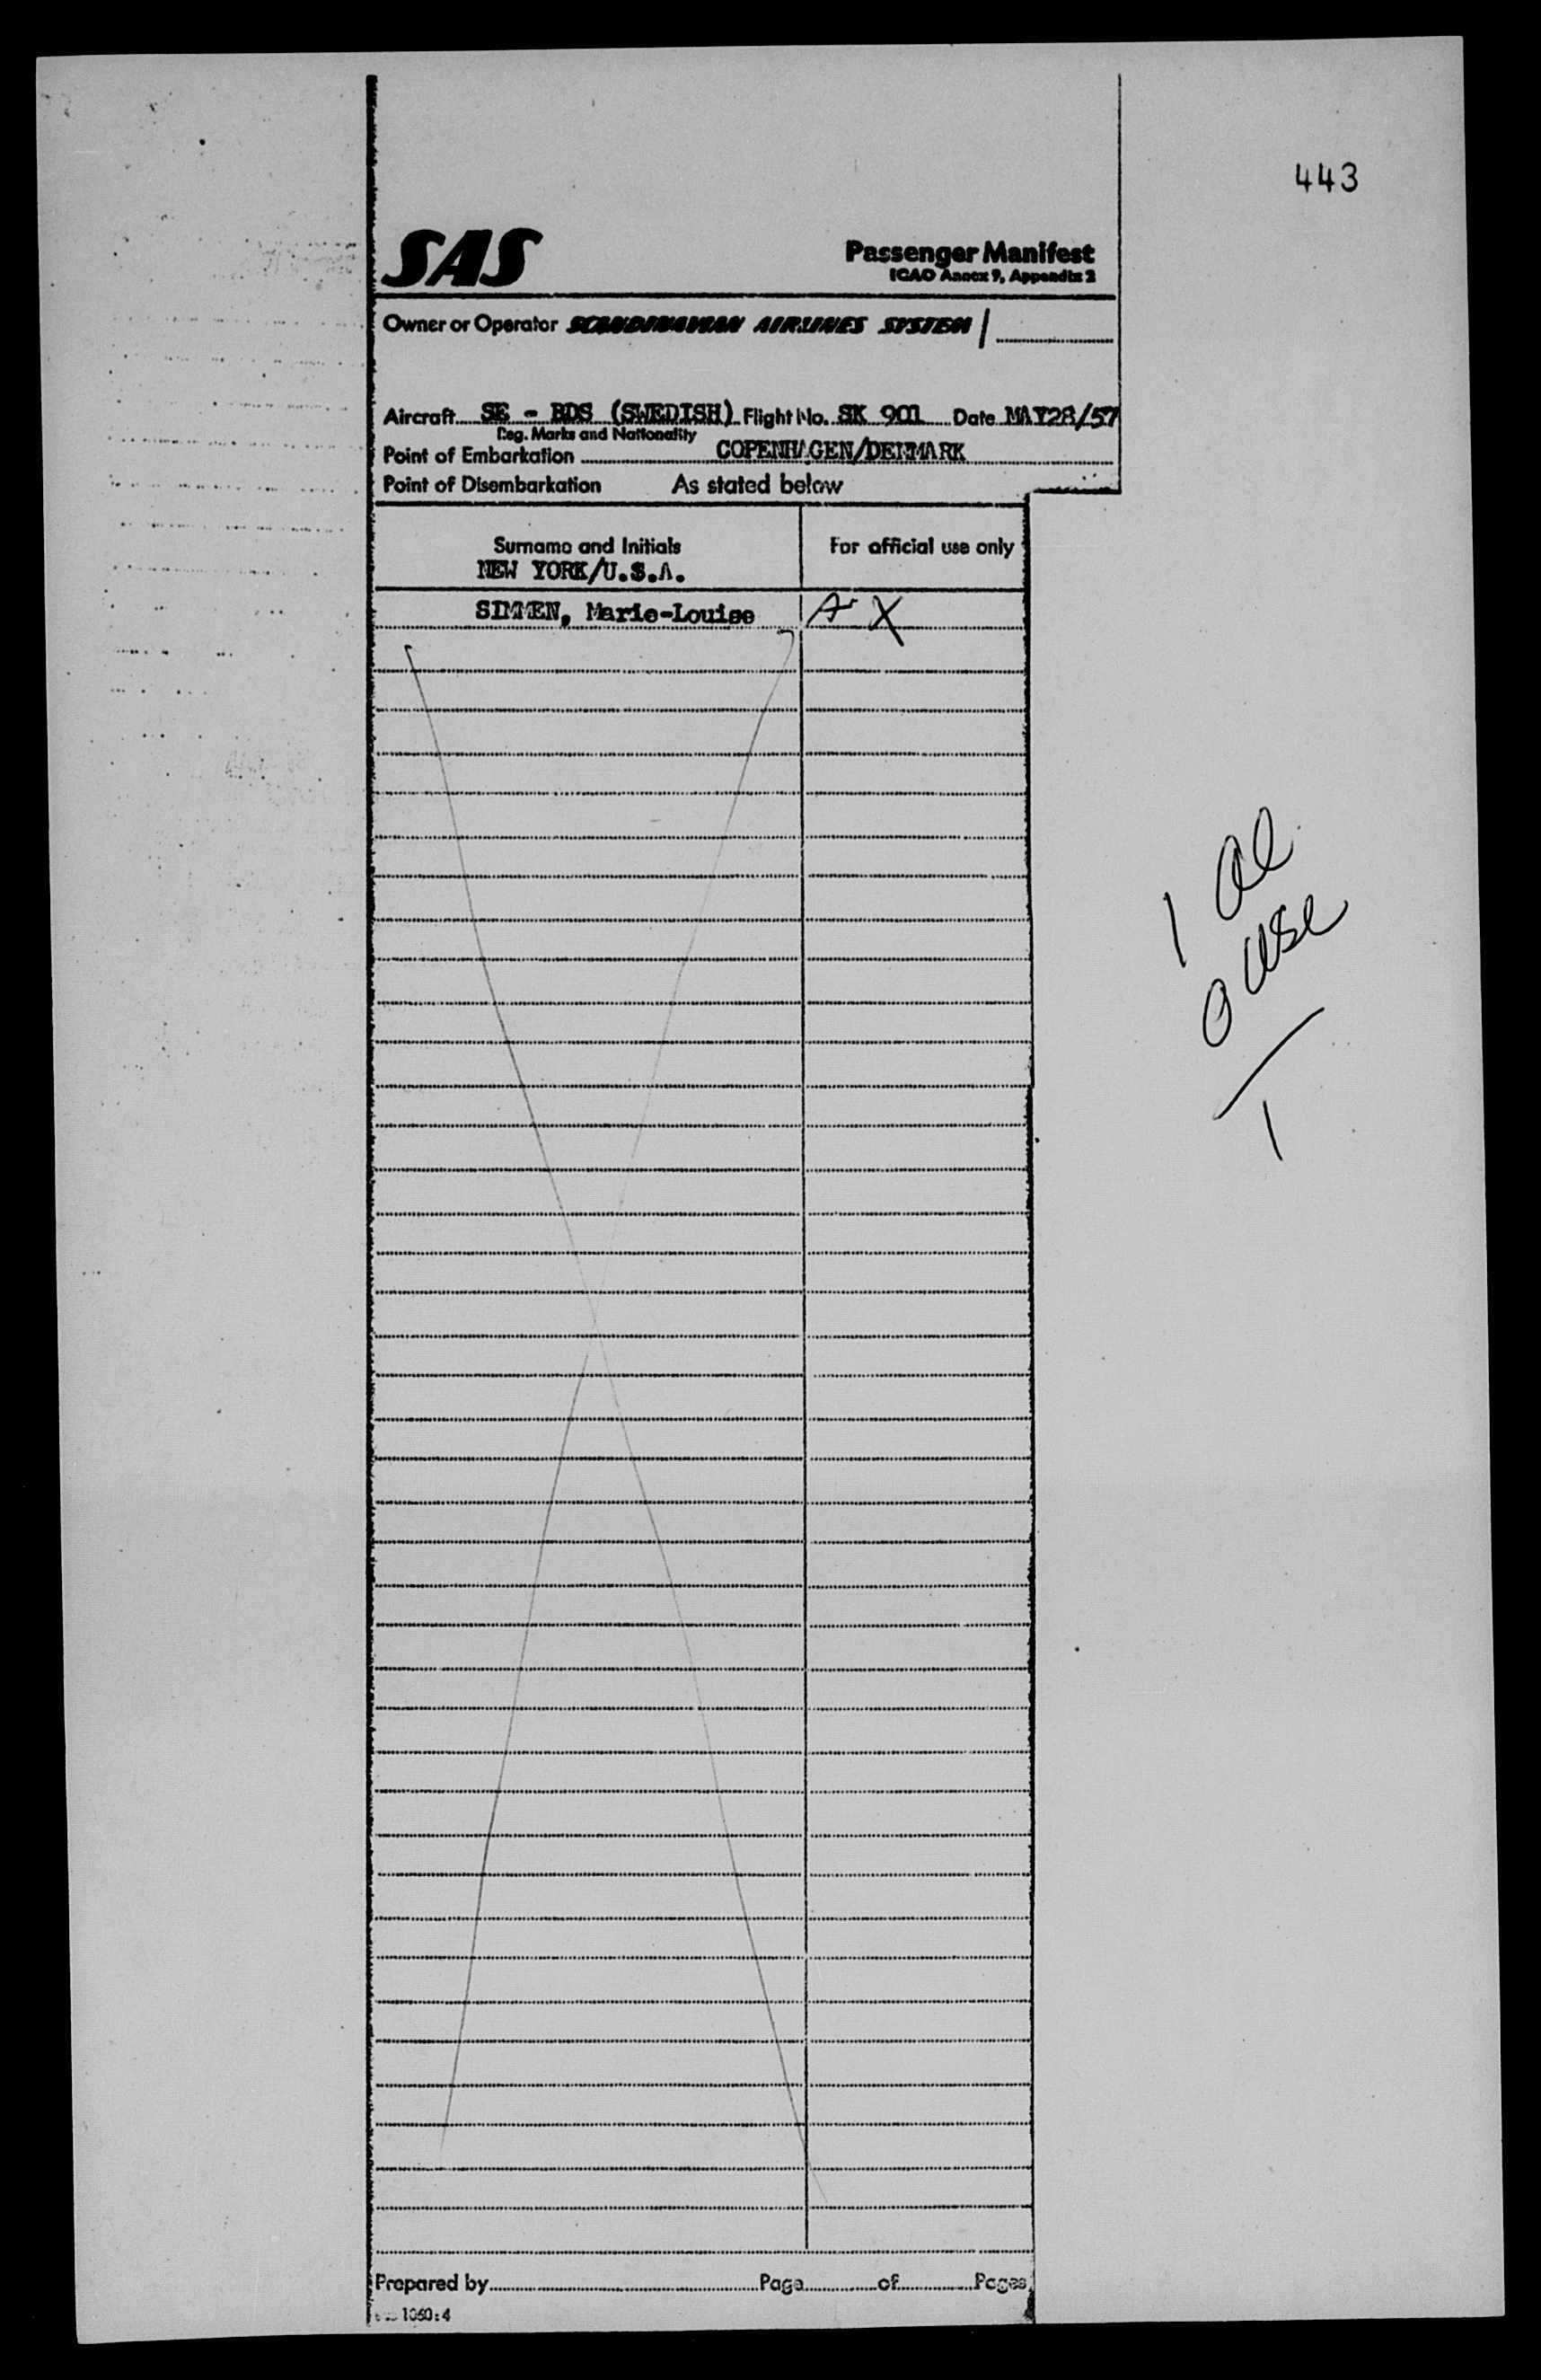 443
SAS
Passenger Manifest
ICAO Annex 9, Appendix 2
Owner or Operator SCANDINAVIAN AIRLINES SYSTEM /
Aircraft SE - BDS (SWEDISH) Flight No. SK 901 Date MAY28/57
Reg. Marks and Nationality
Point of Embarkation COPENHAGEN/DENMARK
Point of Disembarkation As stated below
Surname and Initials For official use only
NEW YORK/U.S.A.
SIMMEN, Marie-Louise A X
1 al
0 usc
1
Prepared by Page of Pages
1060:4